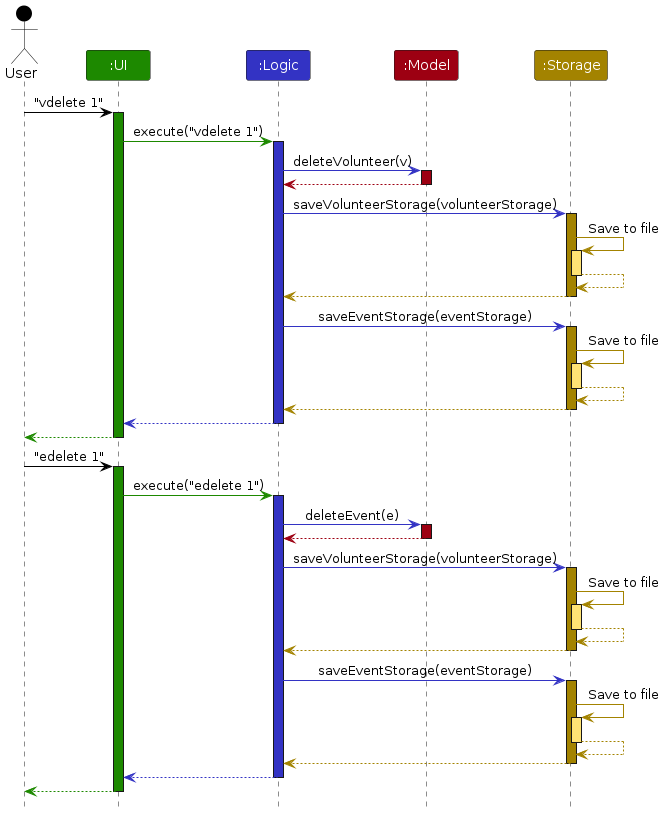 User
:UI
:Logic
:Model
:Storage
"vdelete 1"
execute("vdelete 1")
deleteVolunteer(v)
saveVolunteerStorage(volunteerStorage)
Save to file
saveEventStorage(eventStorage)
Save to file
"edelete 1"
execute("edelete 1")
deleteEvent(e)
saveVolunteerStorage(volunteerStorage)
Save to file
saveEventStorage(eventStorage)
Save to file